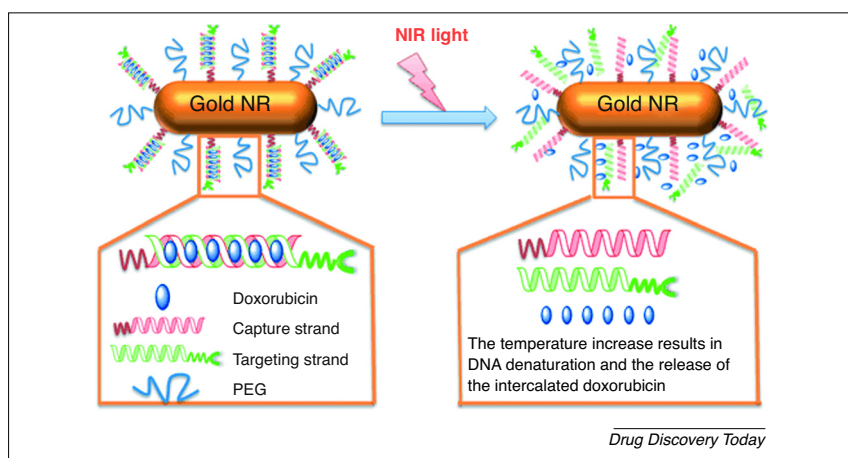 NIR light
Gold NR
Gold NR
Doxorubicin
Capture strand
Targeting strand
PEG
The temperature increase results in
DNA denaturation and the release of
the intercalated doxorubicin
Drug Discovery Today